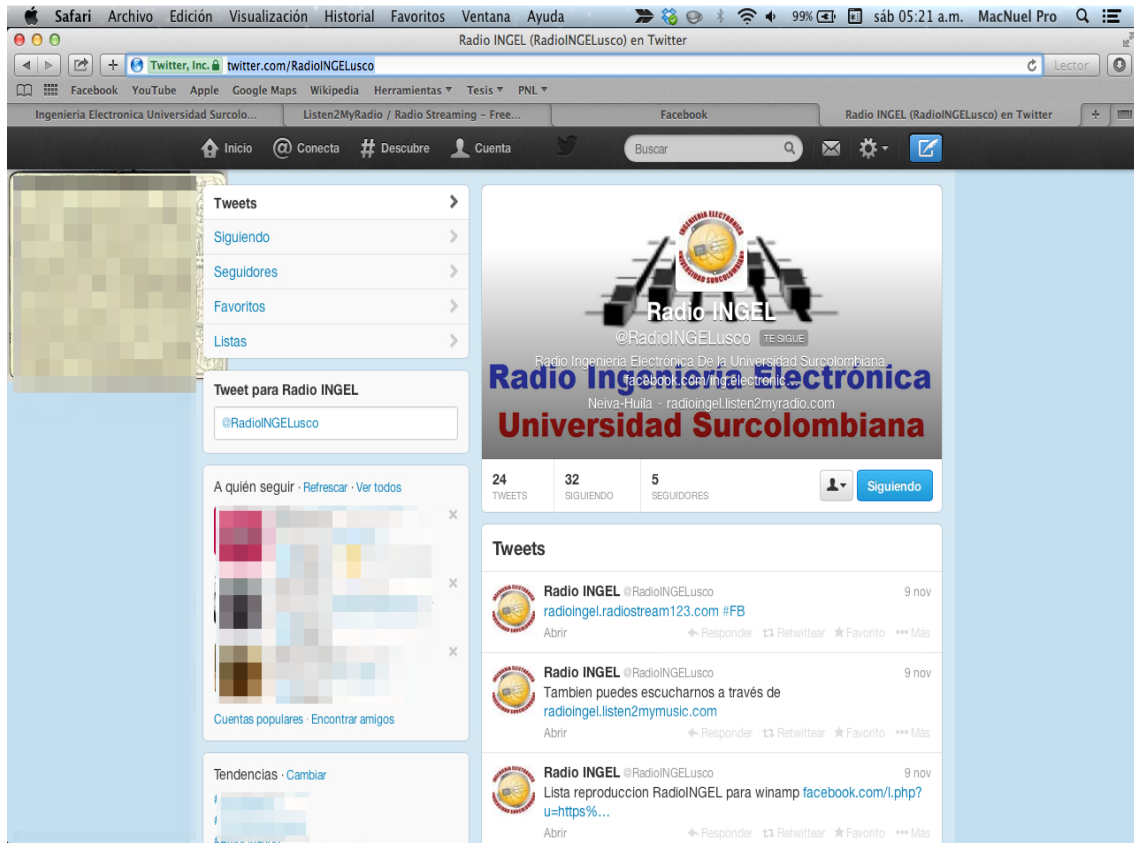 Safari Archivo Edición Visualización Historial Favoritos Ventana Ayuda 99% sáb 05:21 a.m. MacNuel Pro
Radio INGEL (RadioINGELusco) en Twitter
Twitter, Inc. twitter.com/RadioINGELusco Lector
Facebook YouTube Apple Google Maps Wikipedia Herramientas Tesis PNL
Ingenieria Electronica Universidad Surcolo... Listen2MyRadio / Radio Streaming – Free... Facebook Radio INGEL (RadioINGELusco) en Twitter
Inicio Conecta # Descubre Cuenta Buscar
Tweets
Siguiendo
Seguidores
Favoritos
Listas
Tweet para Radio INGEL
@RadioINGELusco
A quién seguir · Refrescar · Ver todos
Cuentas populares · Encontrar amigos
Tendencias · Cambiar
#
#
INGENIERIA ELECTRONICA
UNIVERSIDAD SURCOLOMBIANA
Radio INGEL
@RadioINGELusco TE SIGUE
Radio Ingenieria Electrónica De la Universidad Surcolombiana.
facebook.com/ing.electronic...
Neiva-Huila · radioingel.listen2myradio.com
Radio Ingenieria Electrónica
Universidad Surcolombiana
24 TWEETS 32 SIGUIENDO 5 SEGUIDORES Siguiendo
Tweets
Radio INGEL @RadioINGELusco 9 nov
radioingel.radiostream123.com #FB
Abrir Responder Retwittear Favorito Más
Radio INGEL @RadioINGELusco 9 nov
Tambien puedes escucharnos a través de
radioingel.listen2mymusic.com
Abrir Responder Retwittear Favorito Más
Radio INGEL @RadioINGELusco 9 nov
Lista reproduccion RadioINGEL para winamp facebook.com/l.php?
u=https%...
Abrir Responder Retwittear Favorito Más